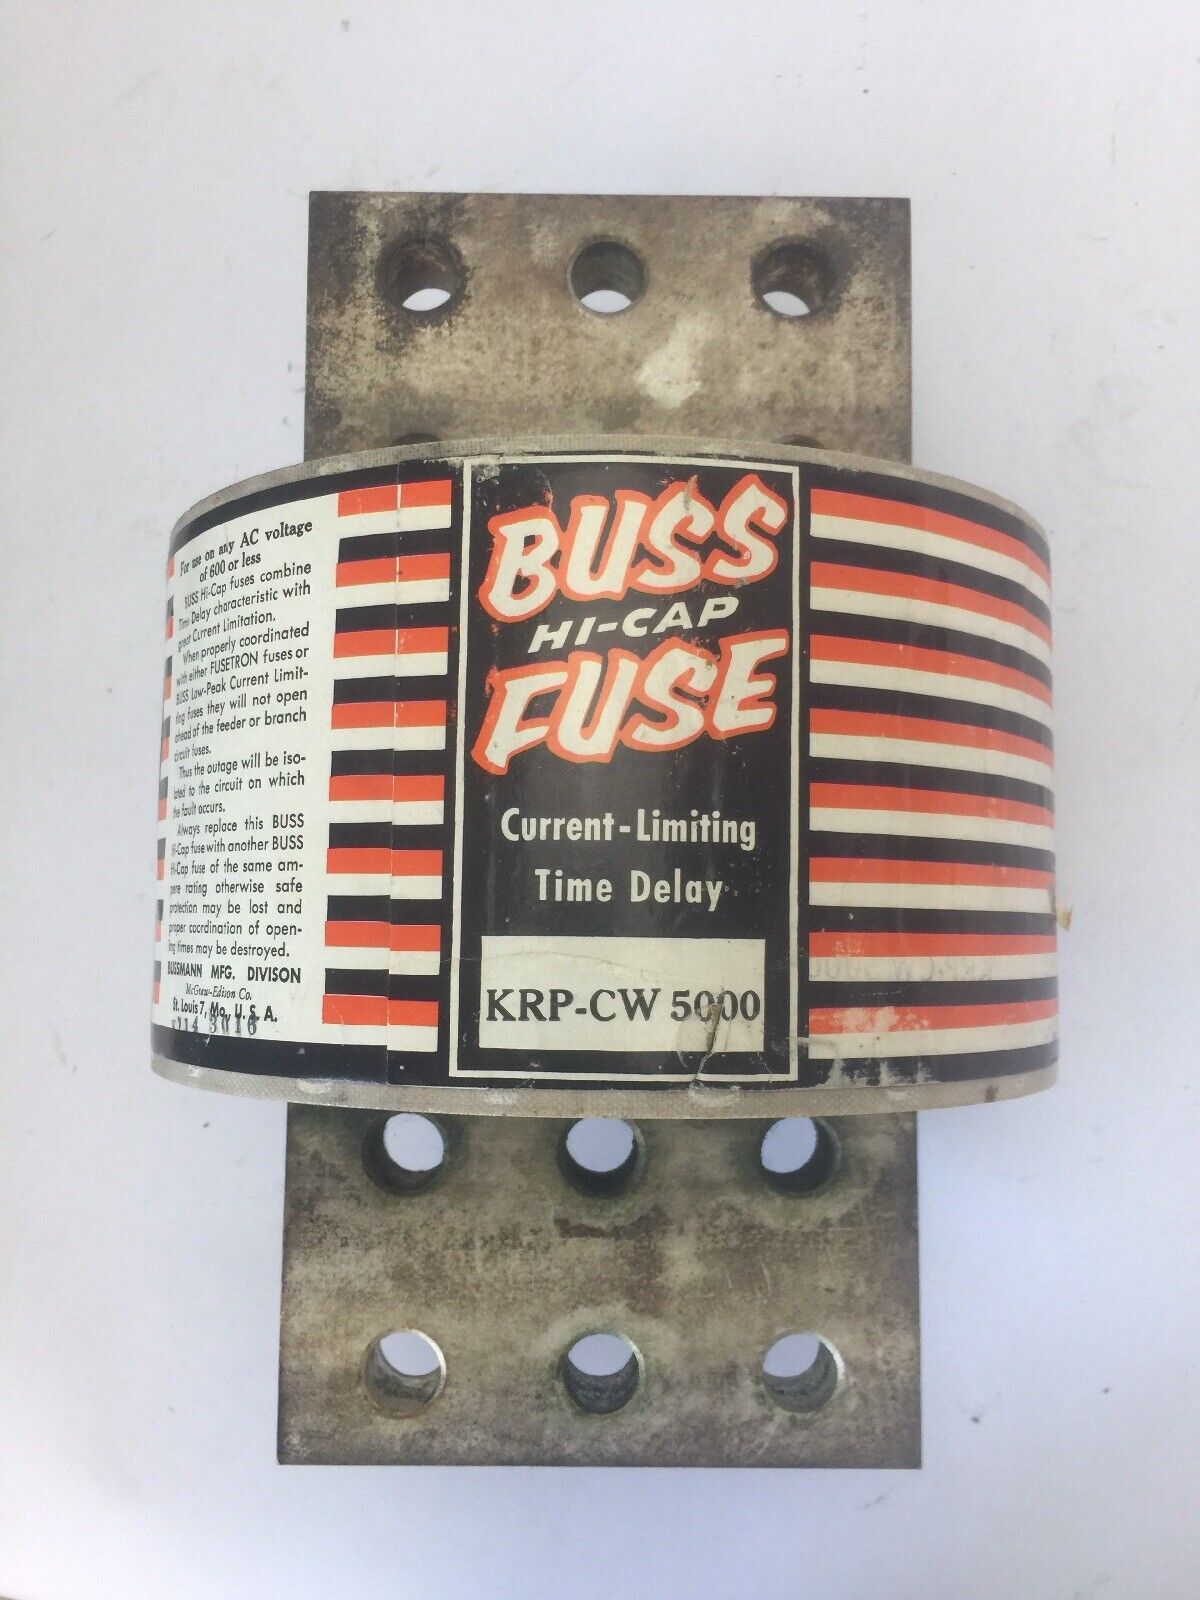 For use on any AC voltage
of 600 or less
BUSS Hi-Cap fuses combine
Time Delay characteristic with
great Current Limitation.
When properly coordinated
with either FUSETRON fuses or
BUSS Low-Peak Current Limit-
ing fuses they will not open
ahead of the feeder or branch
circuit fuses.
Thus the outage will be iso-
lated to the circuit on which
the fault occurs.
Always replace this BUSS
Hi-Cap fuse with another BUSS
Hi-Cap fuse of the same am-
pere rating otherwise safe
protection may be lost and
proper coordination of open-
ing times may be destroyed.
BUSSMANN MFG. DIVISON
McGraw-Edison Co.
St. Louis 7, Mo., U. S. A.
114 3016
BUSS
HI-CAP
FUSE
Current-Limiting
Time Delay
KRP-CW 5000